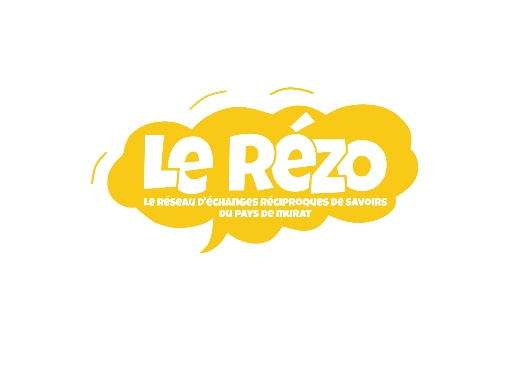 Le Rézo
Le réseau d'échanges réciproques de savoirs
du Pays de Murat